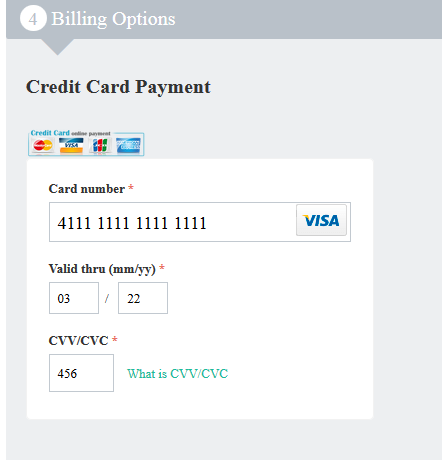 4 Billing Options
Credit Card Payment
Credit Card online payment
VISA
Card number *
4111 1111 1111 1111 VISA
Valid thru (mm/yy) *
03 / 22
CVV/CVC *
456 What is CVV/CVC